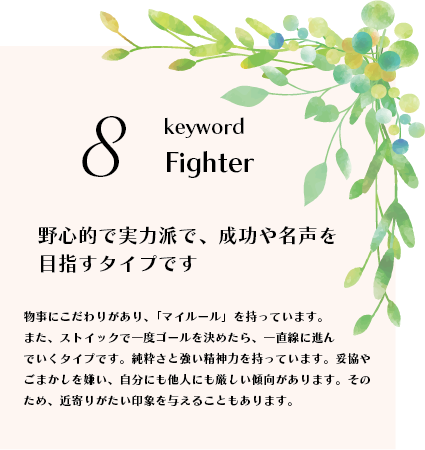 8
keyword
Fighter
野心的で実力派で、成功や名声を
目指すタイプです
物事にこだわりがあり、「マイルール」を持っています。
また、ストイックで一度ゴールを決めたら、一直線に進ん
でいくタイプです。純粋さと強い精神力を持っています。妥協や
ごまかしを嫌い、自分にも他人にも厳しい傾向があります。その
ため、近寄りがたい印象を与えることもあります。